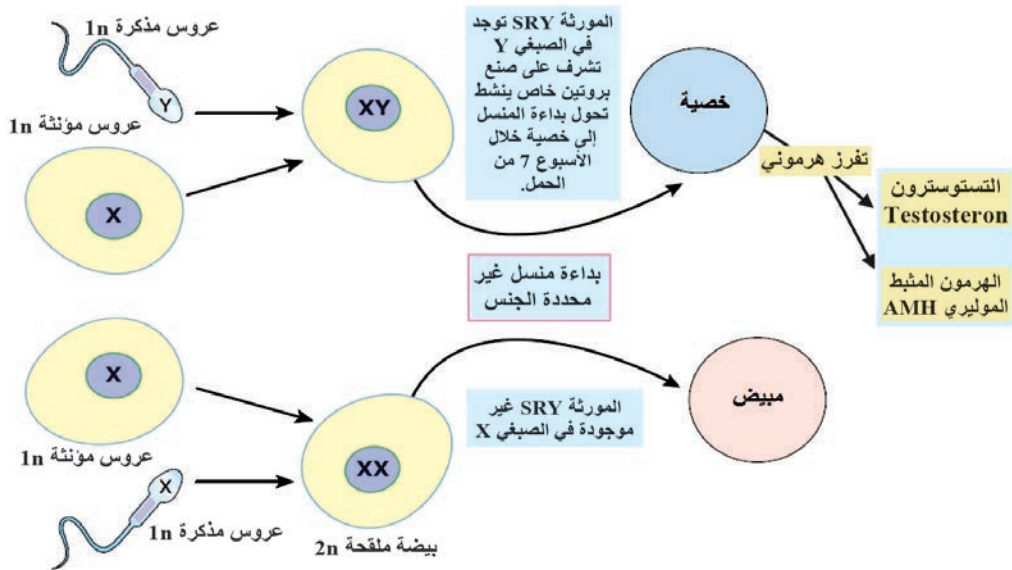 عروس مذكرة 1n
Y
عروس مؤنثة 1n
X
XY
المورثة SRY توجد
في الصبغي Y
تشرف على صنع
بروتين خاص ينشط
تحول بداءة المنسل
إلى خصية خلال
الأسبوع 7 من
الحمل.
خصية
تفرز هرموني
التستوسترون
Testosteron
الهرمون المثبط
الموليري AMH
بداءة منسل غير
محددة الجنس
X
عروس مؤنثة 1n
X
عروس مذكرة 1n
XX
بيضة ملقحة 2n
المورثة SRY غير
موجودة في الصبغي X
مبيض